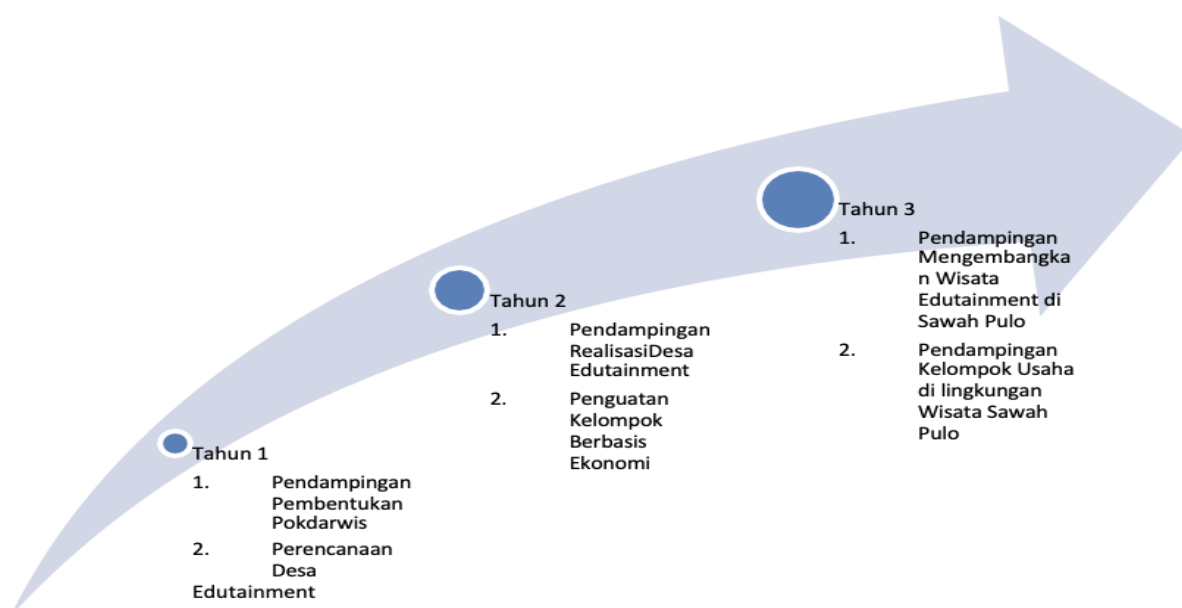 Tahun 1
1. Pendampingan
Pembentukan
Pokdarwis
2. Perencanaan
Desa
Edutainment
Tahun 2
1. Pendampingan
RealisasiDesa
Edutainment
2. Penguatan
Kelompok
Berbasis
Ekonomi
Tahun 3
1. Pendampingan
Mengembangka
n Wisata
Edutainment di
Sawah Pulo
2. Pendampingan
Kelompok Usaha
di lingkungan
Wisata Sawah
Pulo